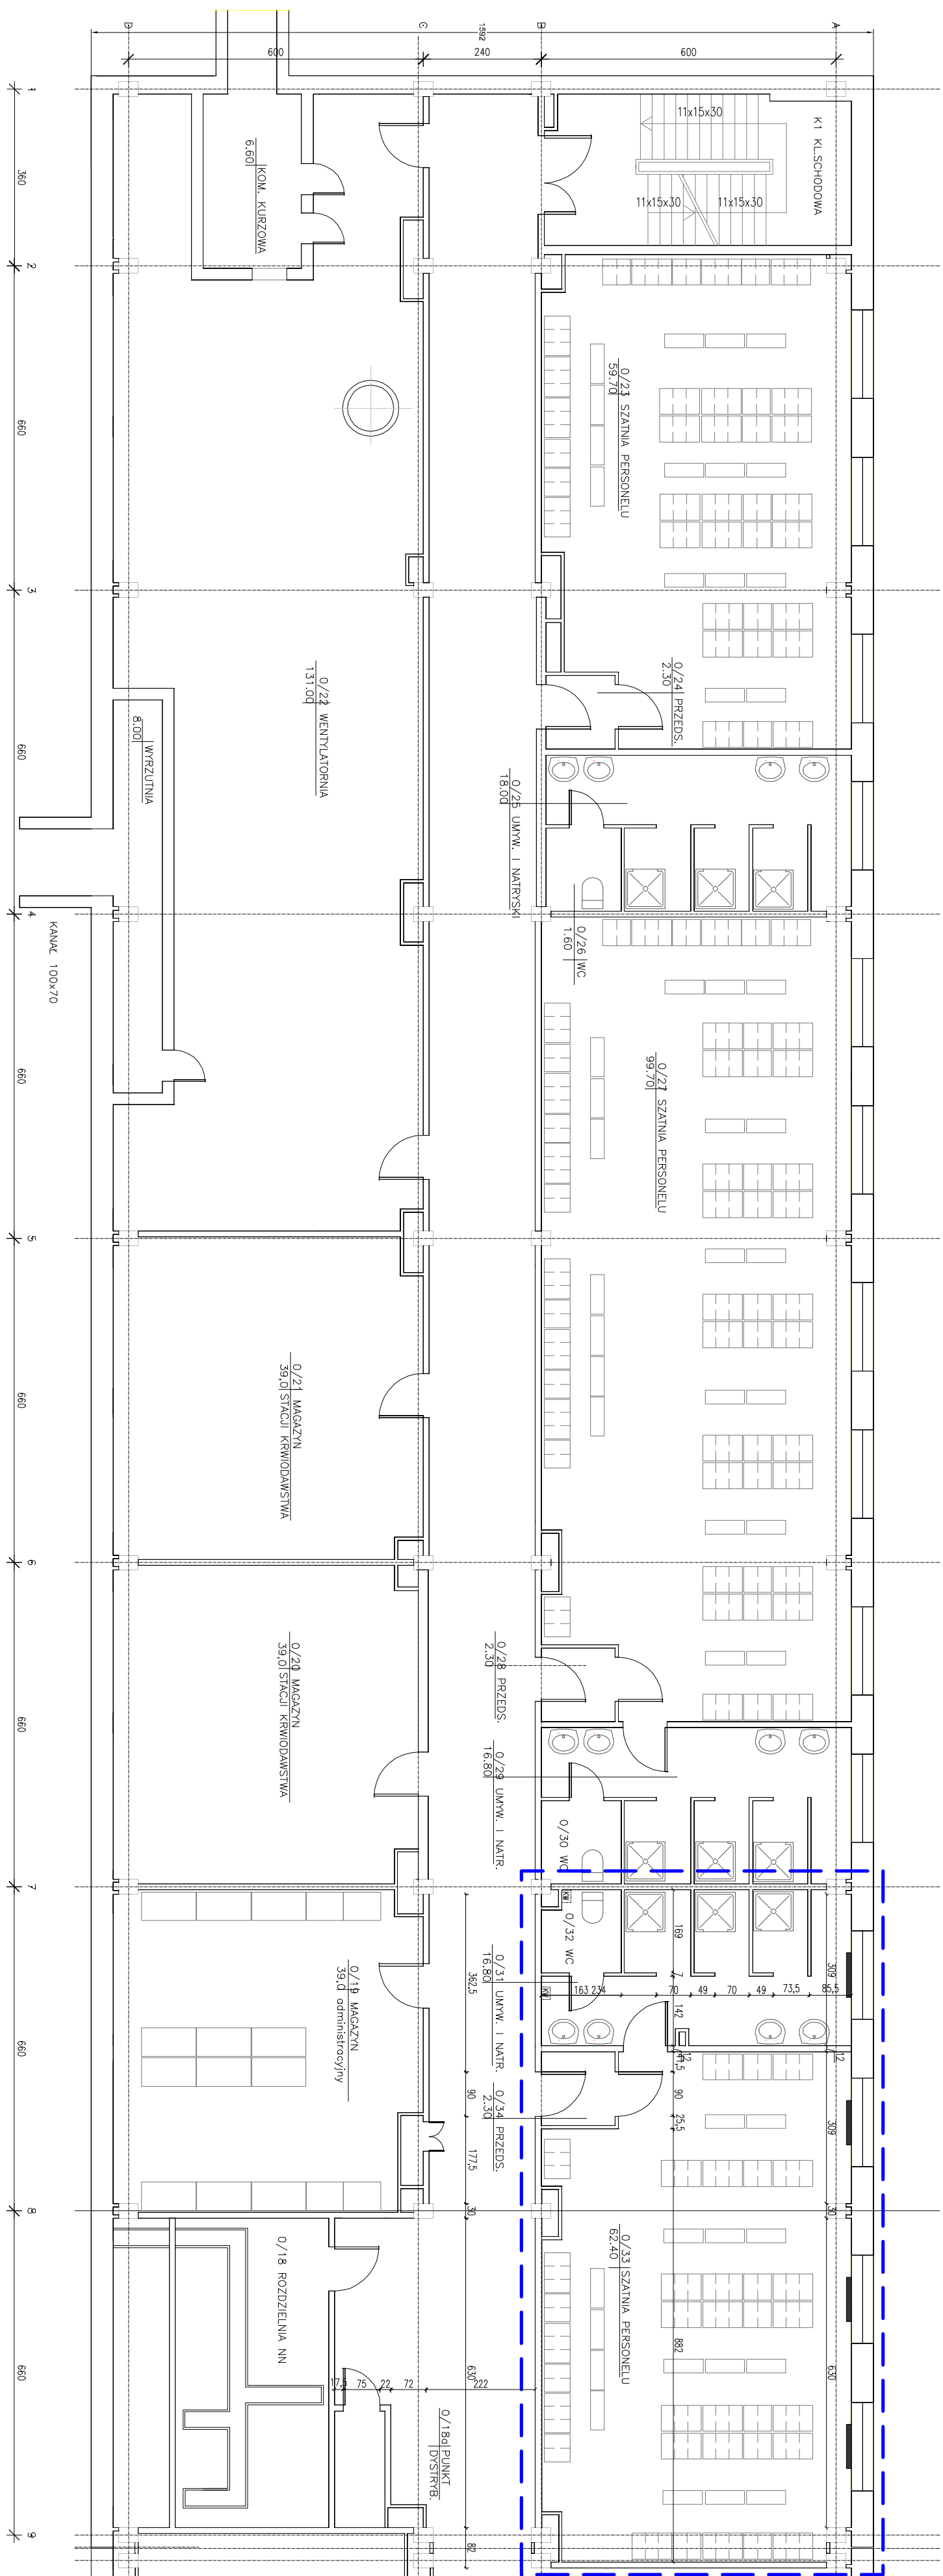 D
C
B
A
1592
600
240
600
1
2
3
4
5
6
7
8
9
360
660
660
660
660
660
660
660
K1 KL.SCHODOWA
11x15x30
11x15x30
11x15x30
KOM. KURZOWA
6.60
0/23 SZATNIA PERSONELU
59.70
0/24 PRZEDS.
2.30
0/22 WENTYLATORNIA
131.00
WYRZUTNIA
8.00
KANAŁ 100x70
0/25 UMYW. I NATRYSKI
18.00
0/26 WC
1.60
0/27 SZATNIA PERSONELU
99.70
0/21 MAGAZYN
39,0 STACJI KRWIODAWSTWA
0/20 MAGAZYN
39,0 STACJI KRWIODAWSTWA
0/28 PRZEDS.
2.30
0/29 UMYW. I NATR.
16.80
0/30 WC
KW
0/32 WC
0/31 UMYW. I NATR.
16.80
KW
0/34 PRZEDS.
2.30
0/19 MAGAZYN
39,0 administracyjny
0/33 SZATNIA PERSONELU
62.40
0/18 ROZDZIELNIA NN
0/18a PUNKT
DYSTRYB.
169
7
142
12
90
25,5
882
309
12
309
30
630
163
234
70
49
70
49
73,5
85,5
362,5
90
177,5
30
630
82
17,5
75
22
72
222